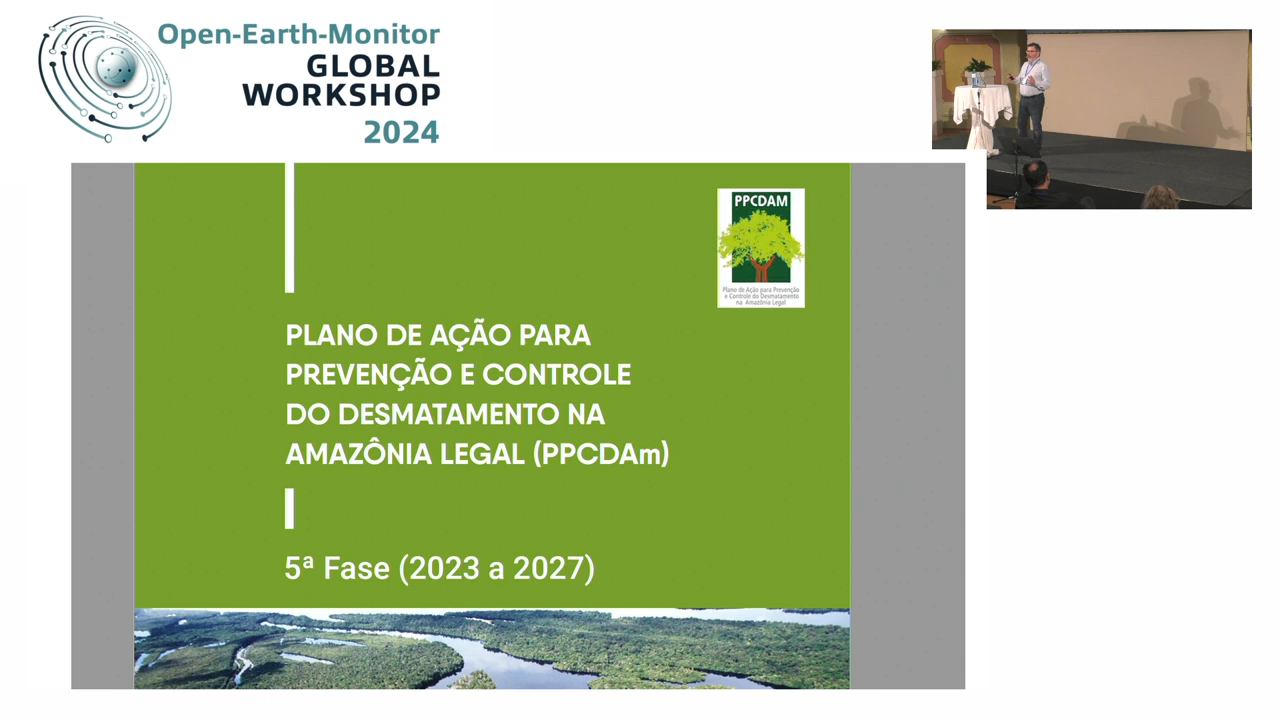 Open-Earth-Monitor
GLOBAL
WORKSHOP
2024
PPCDAM
Plano de Ação para Prevenção
e Controle do Desmatamento
na Amazônia Legal
PLANO DE AÇÃO PARA
PREVENÇÃO E CONTROLE
DO DESMATAMENTO NA
AMAZÔNIA LEGAL (PPCDAm)
5ª Fase (2023 a 2027)